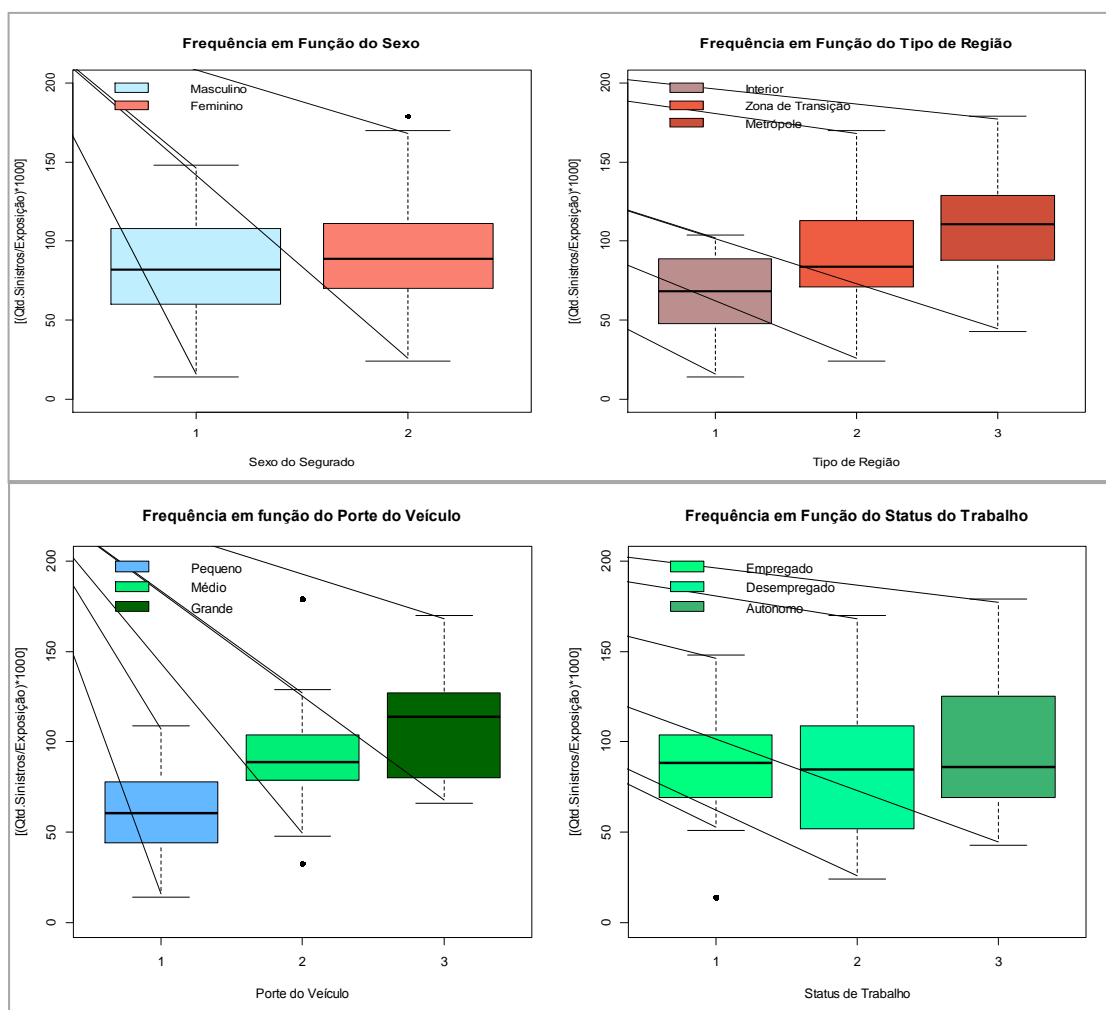 Frequência em Função do Sexo
[(Qtd.Sinistros/Exposição)*1000]
200
150
100
50
0
Masculino
Feminino
1
2
Sexo do Segurado
Frequência em Função do Tipo de Região
[(Qtd.Sinistros/Exposição)*1000]
200
150
100
50
0
Interior
Zona de Transição
Metrópole
1
2
3
Tipo de Região
Frequência em função do Porte do Veículo
[(Qtd.Sinistros/Exposição)*1000]
200
150
100
50
0
Pequeno
Médio
Grande
1
2
3
Porte do Veículo
Frequência em Função do Status do Trabalho
[(Qtd.Sinistros/Exposição)*1000]
200
150
100
50
0
Empregado
Desempregado
Autonomo
1
2
3
Status de Trabalho